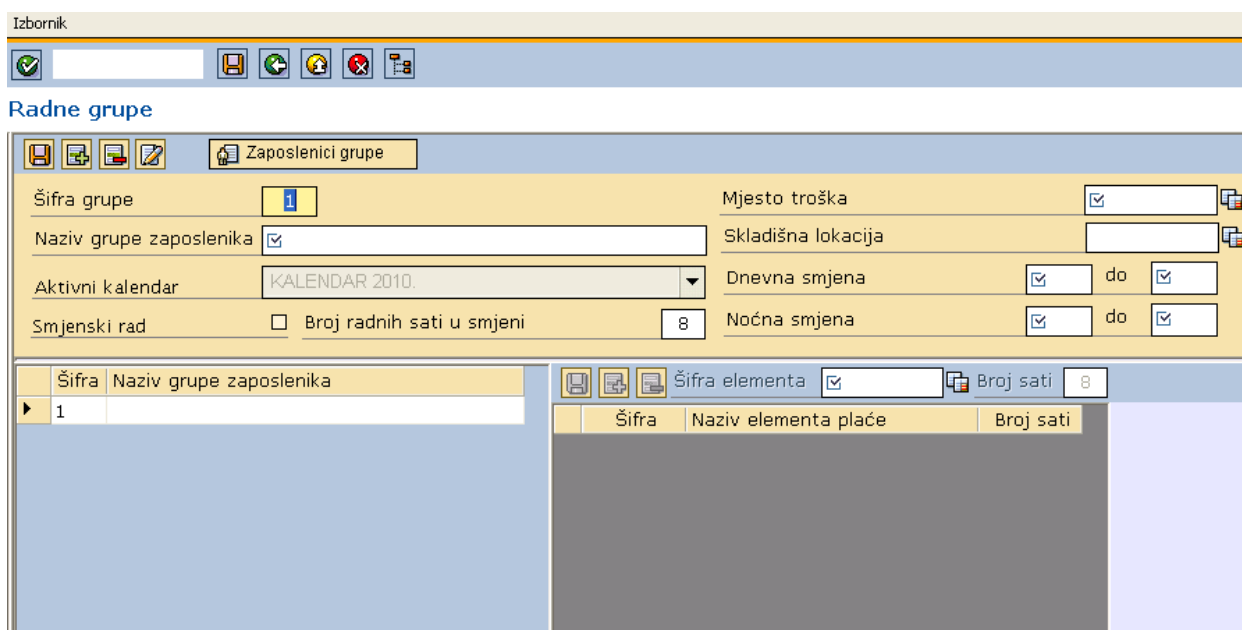 Izbornik
Radne grupe
Zaposlenici grupe
Šifra grupe 1
Mjesto troška
Naziv grupe zaposlenika
Skladišna lokacija
Aktivni kalendar KALENDAR 2010.
Dnevna smjena do
Smjenski rad Broj radnih sati u smjeni 8
Noćna smjena do
Šifra Naziv grupe zaposlenika
1
Šifra elementa Broj sati 8
Šifra Naziv elementa plaće Broj sati